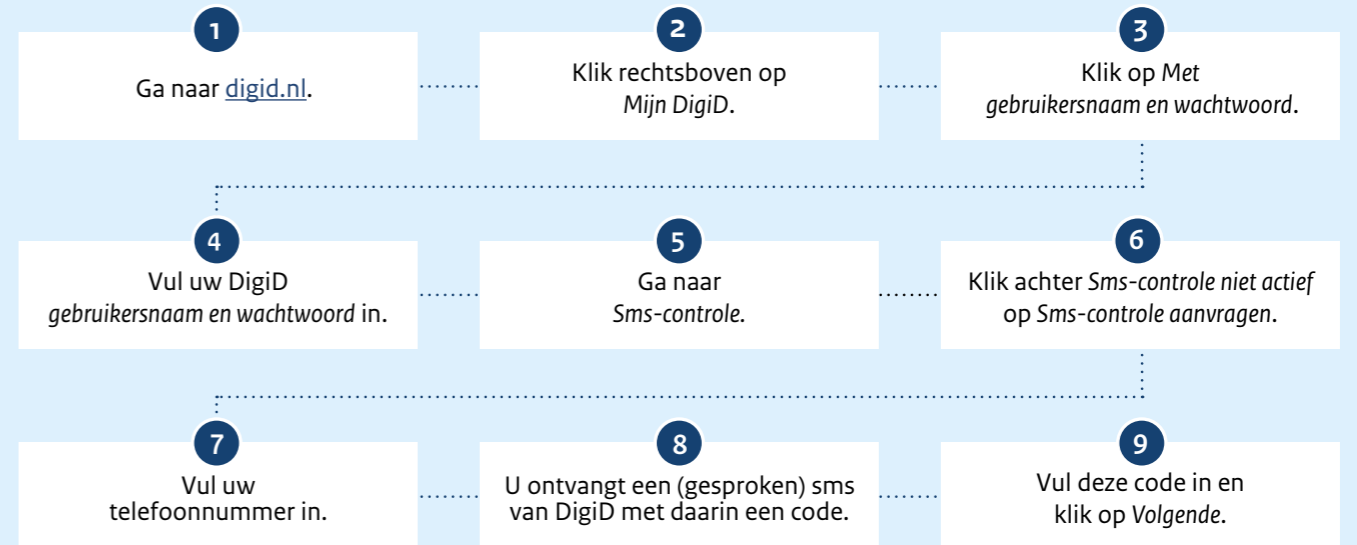 1
Ga naar digid.nl.
2
Klik rechtsboven op
Mijn DigiD.
3
Klik op Met
gebruikersnaam en wachtwoord.
4
Vul uw DigiD
gebruikersnaam en wachtwoord in.
5
Ga naar
Sms-controle.
6
Klik achter Sms-controle niet actief
op Sms-controle aanvragen.
7
Vul uw
telefoonnummer in.
8
U ontvangt een (gesproken) sms
van DigiD met daarin een code.
9
Vul deze code in en
klik op Volgende.